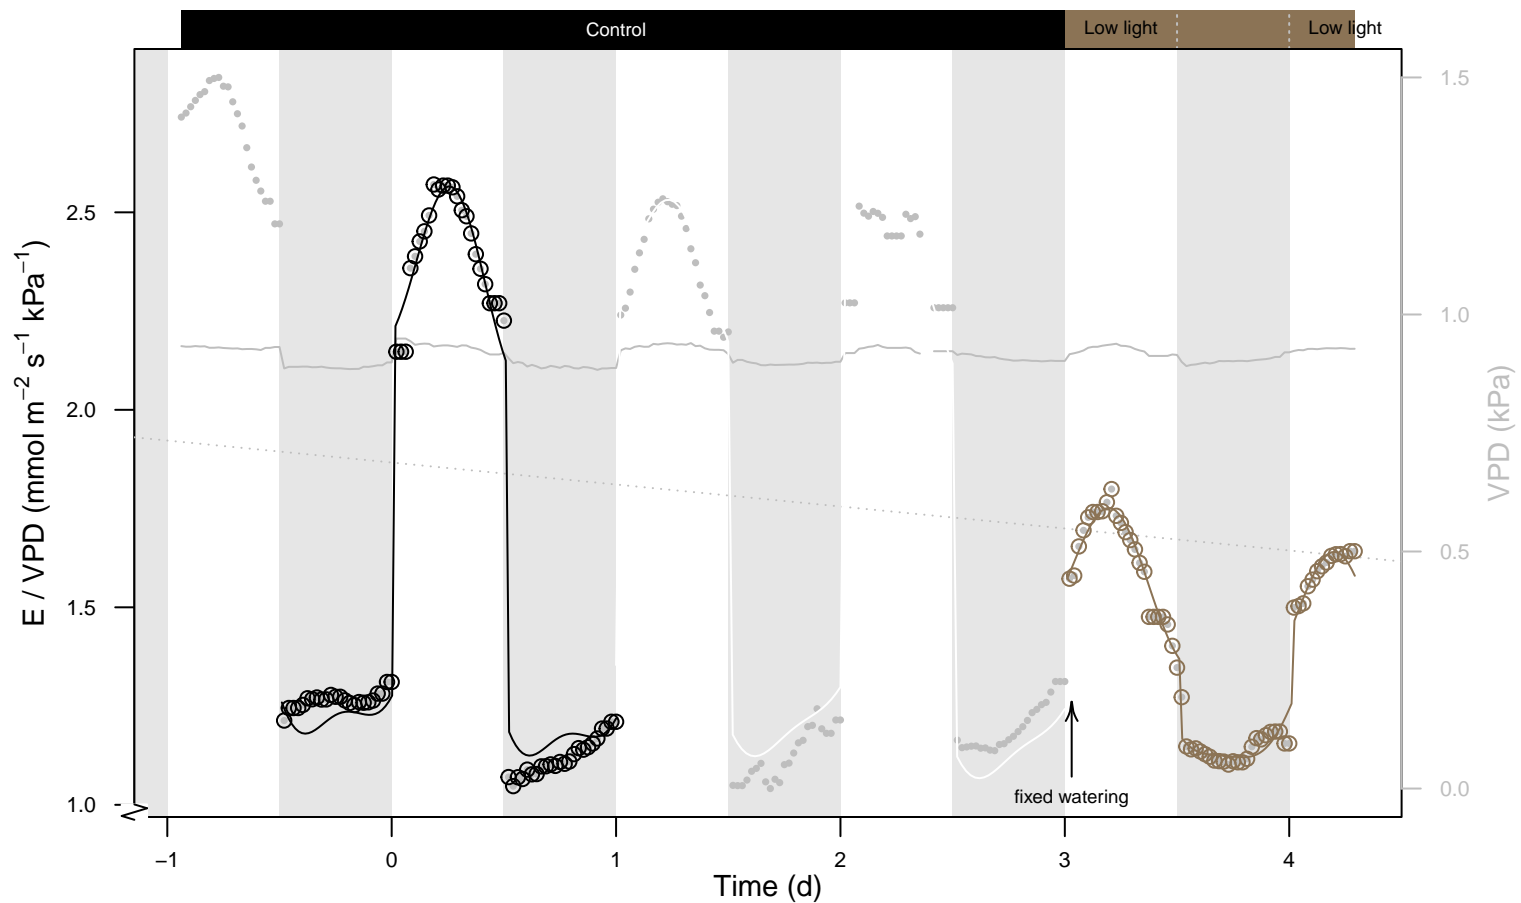 Control
Low light
Low light
E / VPD (mmol m−2 s−1 kPa−1)
2.5
2.0
1.5
1.0
1.5
1.0
0.5
0.0
VPD (kPa)
fixed watering
−1
0
1
2
3
4
Time (d)